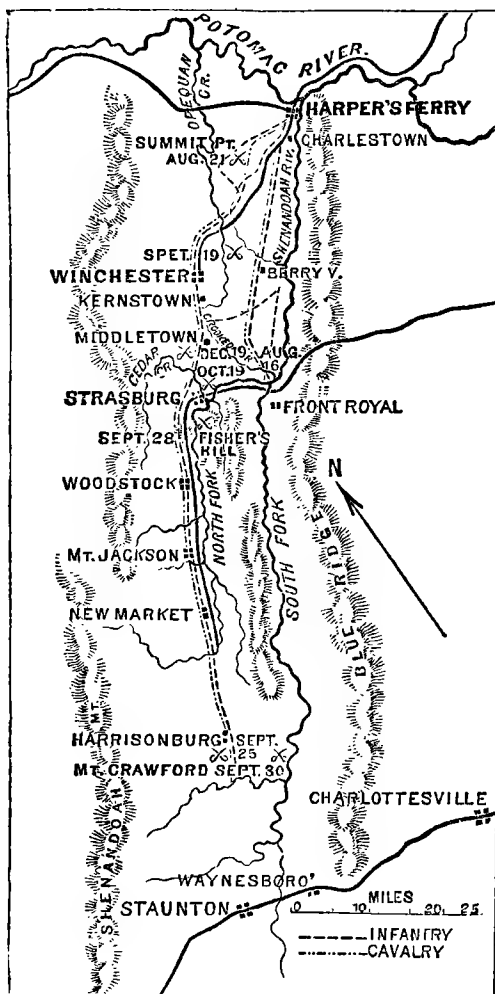 POTOMAC RIVER.
OPEQUAN CR.
HARPER'S FERRY
CHARLESTOWN
SUMMIT PT.
AUG. 21
SHENANDOAH RIV.
SPET. 19
WINCHESTER
BERRY V.
KERNSTOWN
MIDDLETOWN
CEDAR CR.
DEC. 19 AUG.
OCT. 19 16
STRASBURG
FRONT ROYAL
SEPT. 28 FISHER'S
HILL
WOODSTOCK
N
NORTH FORK
SOUTH FORK
BLUE RIDGE
MT. JACKSON
NEW MARKET
HARRISONBURG SEPT.
25
MT. CRAWFORD SEPT. 30
SHENANDOAH MT.
CHARLOTTESVILLE
WAYNESBORO'
STAUNTON
MILES
0 10 20 25
INFANTRY
CAVALRY